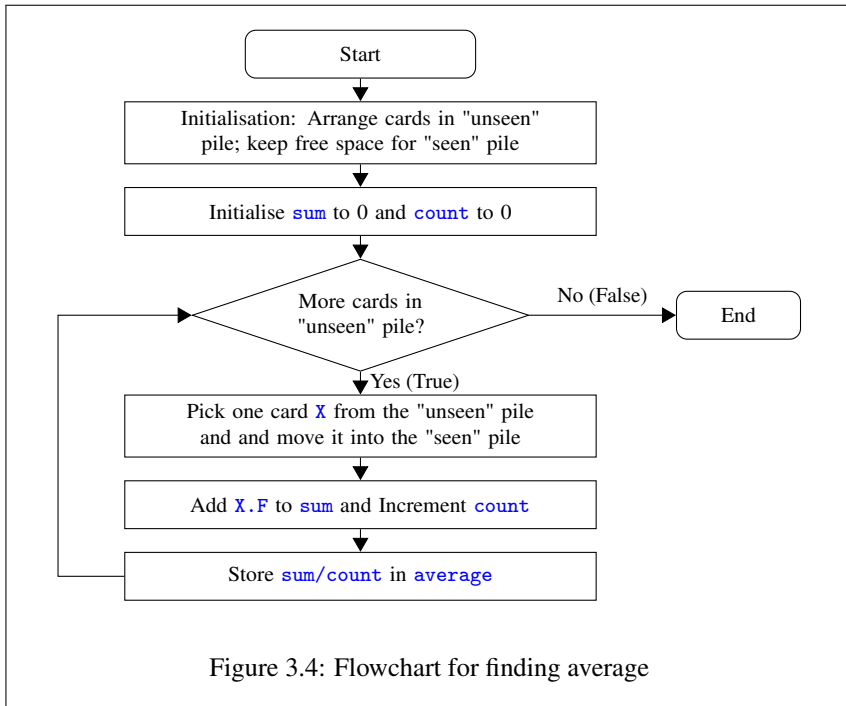 Start
Initialisation: Arrange cards in "unseen"
pile; keep free space for "seen" pile
Initialise sum to 0 and count to 0
More cards in
"unseen" pile?
No (False)
End
Yes (True)
Pick one card X from the "unseen" pile
and and move it into the "seen" pile
Add X.F to sum and Increment count
Store sum/count in average
Figure 3.4: Flowchart for finding average